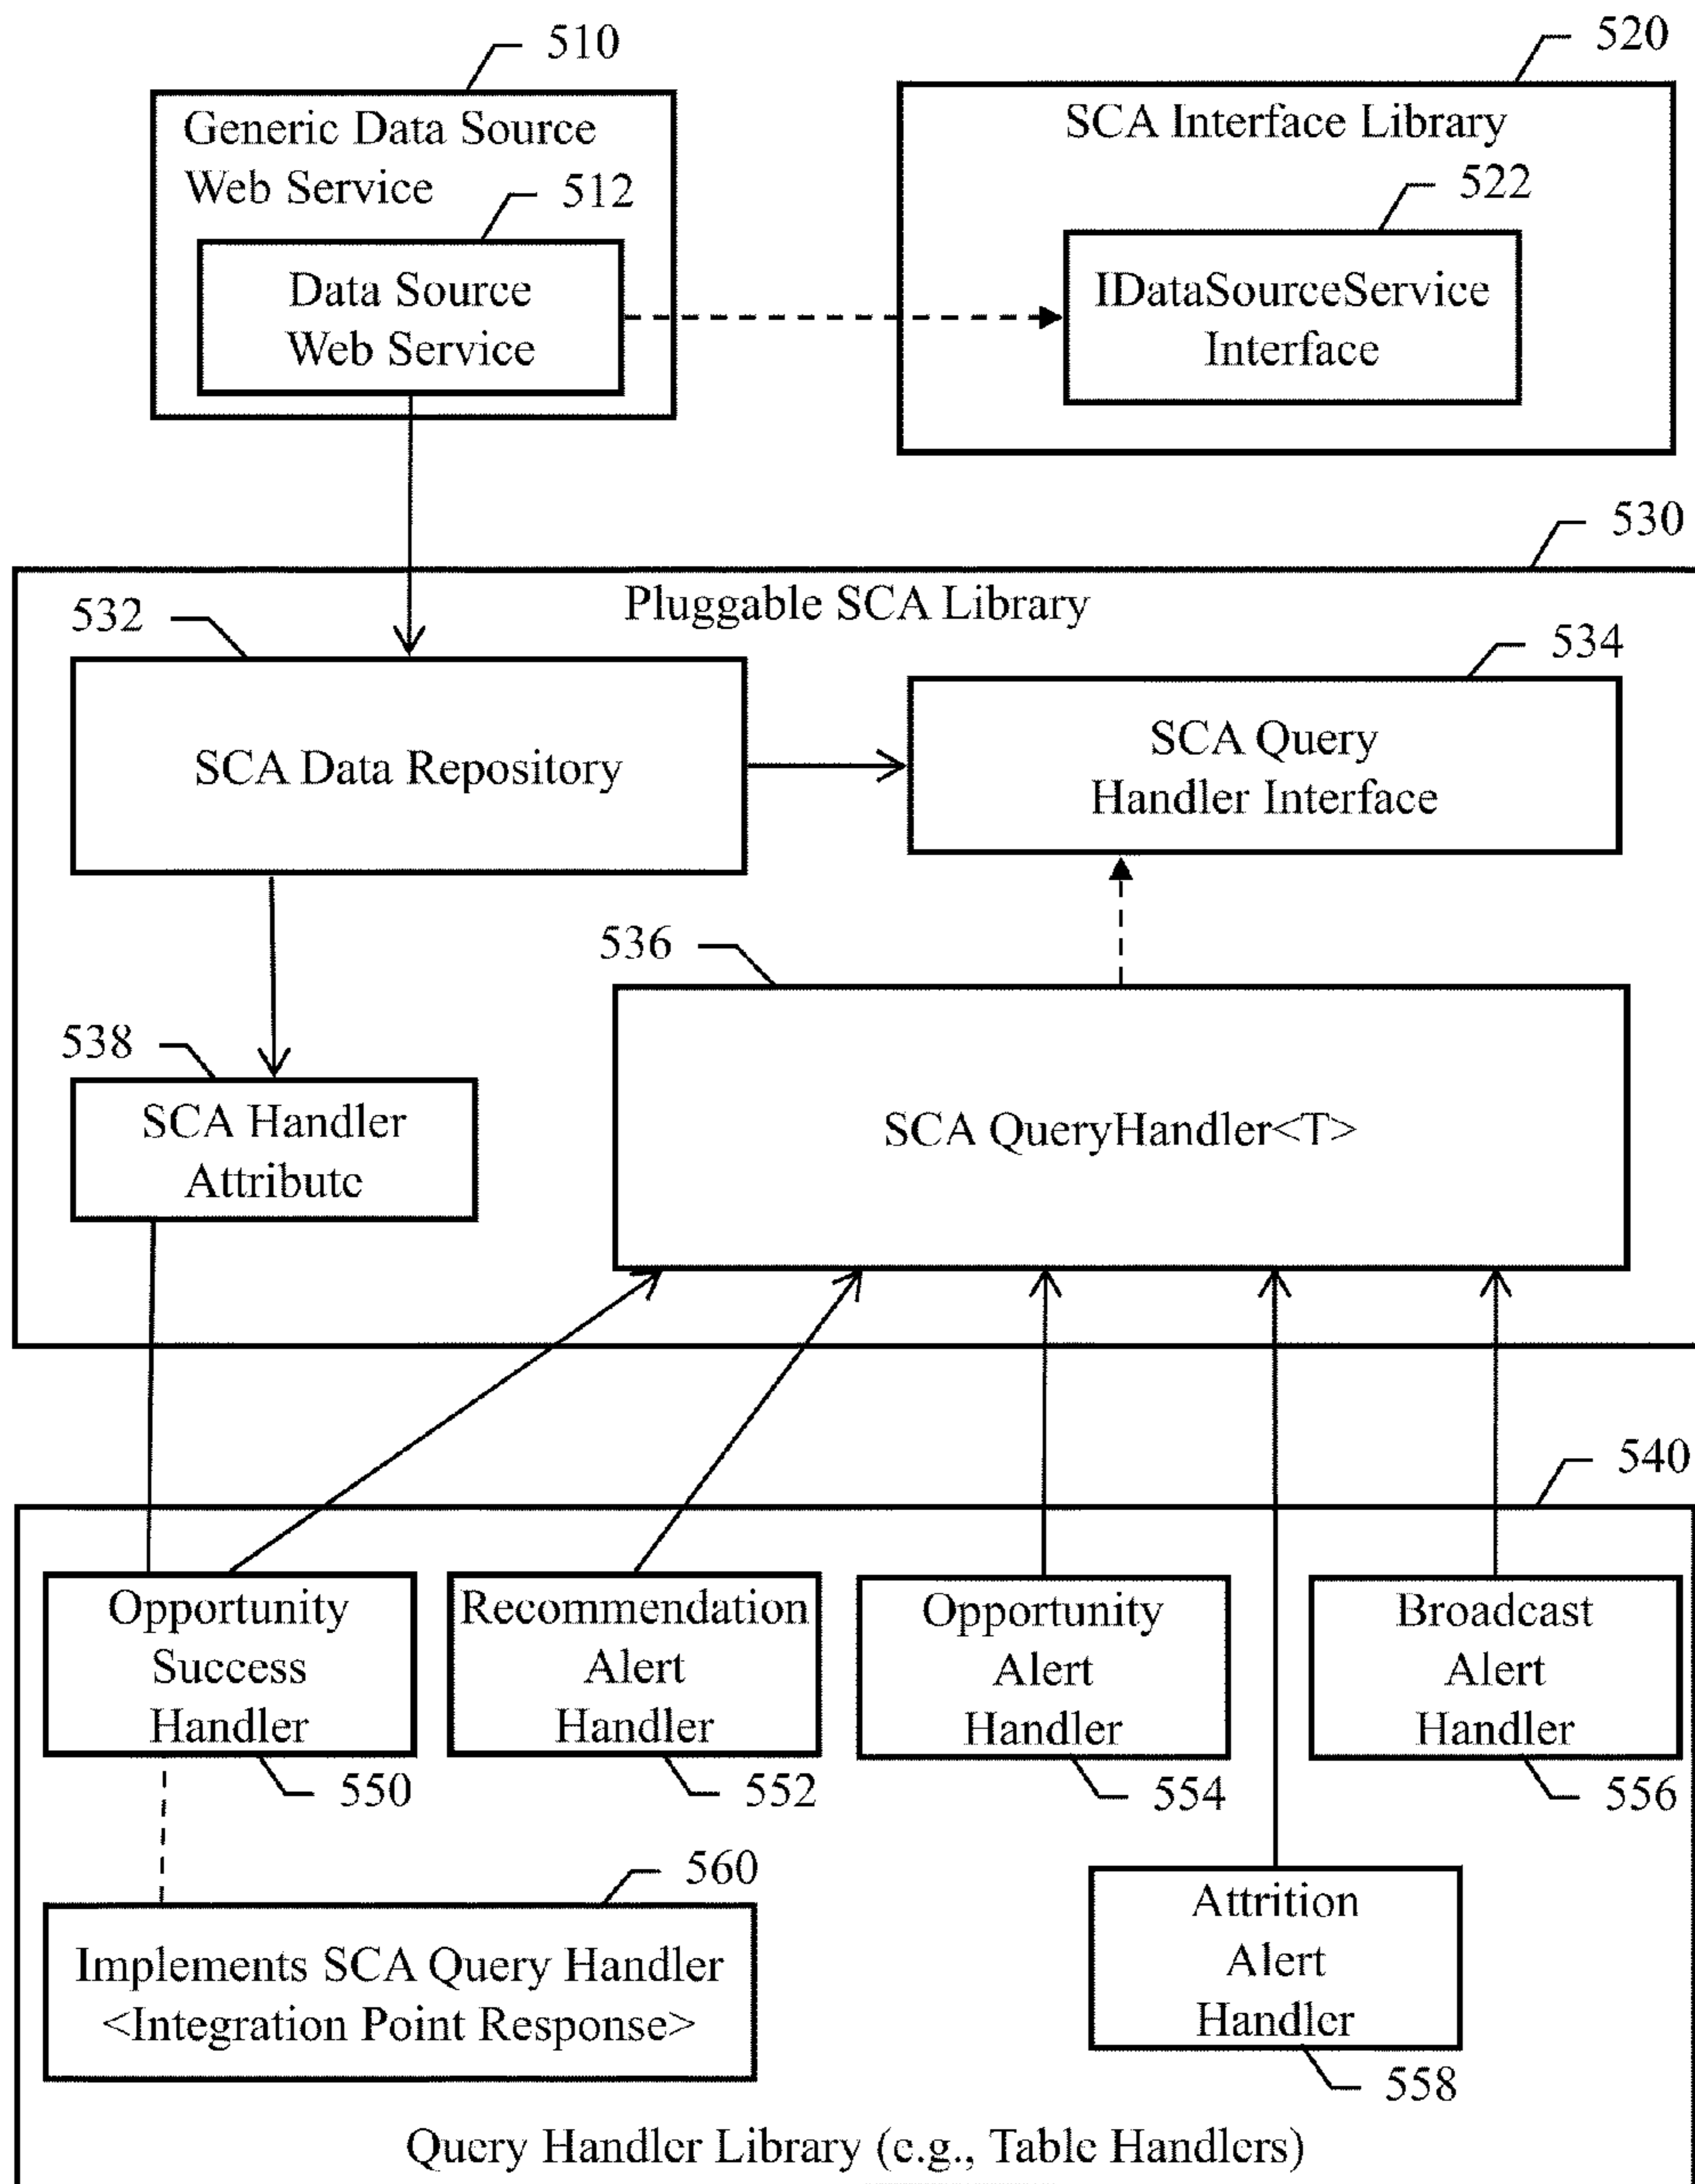 510
520
Generic Data Source
Web Service
SCA Interface Library
512
522
Data Source
Web Service
IDataSourceService
Interface
530
Pluggable SCA Library
532
534
SCA Data Repository
SCA Query
Handler Interface
536
538
SCA Handler
Attribute
SCA QueryHandler<T>
540
Opportunity
Success
Handler
Recommendation
Alert
Handler
Opportunity
Alert
Handler
Broadcast
Alert
Handler
550
552
554
556
560
Implements SCA Query Handler
<Integration Point Response>
Attrition
Alert
Handler
558
Query Handler Library (e.g., Table Handlers)